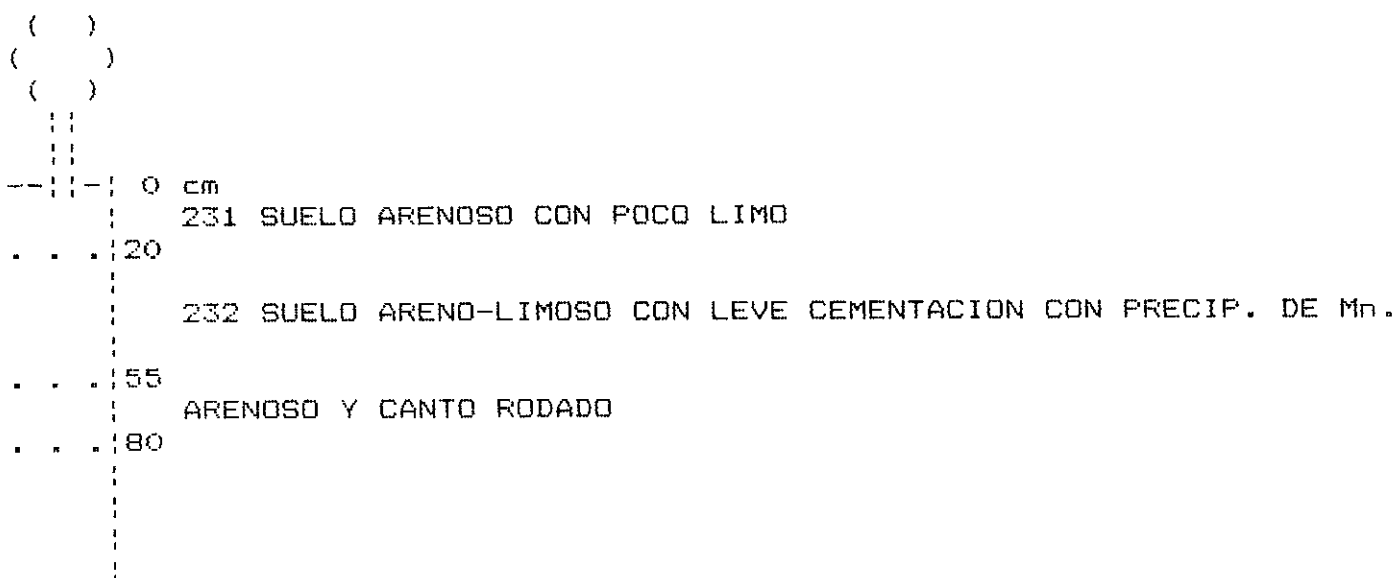 0 cm
231 SUELO ARENOSO CON POCO LIMO
20
232 SUELO ARENO-LIMOSO CON LEVE CEMENTACION CON PRECIP. DE Mn.
55
ARENOSO Y CANTO RODADO
80